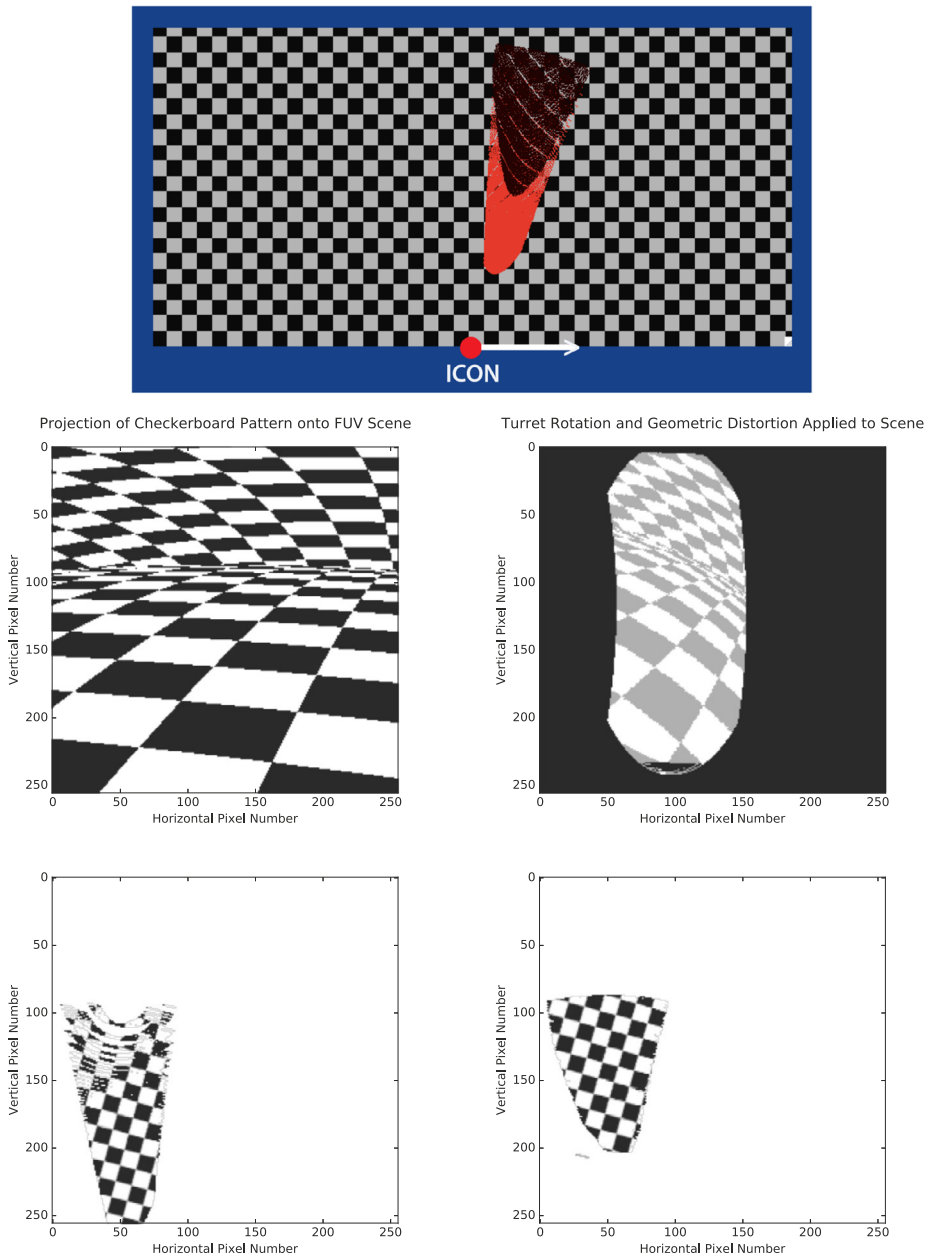 ICON
Projection of Checkerboard Pattern onto FUV Scene
0
50
100
150
200
250
Vertical Pixel Number
0 50 100 150 200 250
Horizontal Pixel Number
Turret Rotation and Geometric Distortion Applied to Scene
0
50
100
150
200
250
Vertical Pixel Number
0 50 100 150 200 250
Horizontal Pixel Number
0
50
100
150
200
250
Vertical Pixel Number
0 50 100 150 200 250
Horizontal Pixel Number
0
50
100
150
200
250
Vertical Pixel Number
0 50 100 150 200 250
Horizontal Pixel Number